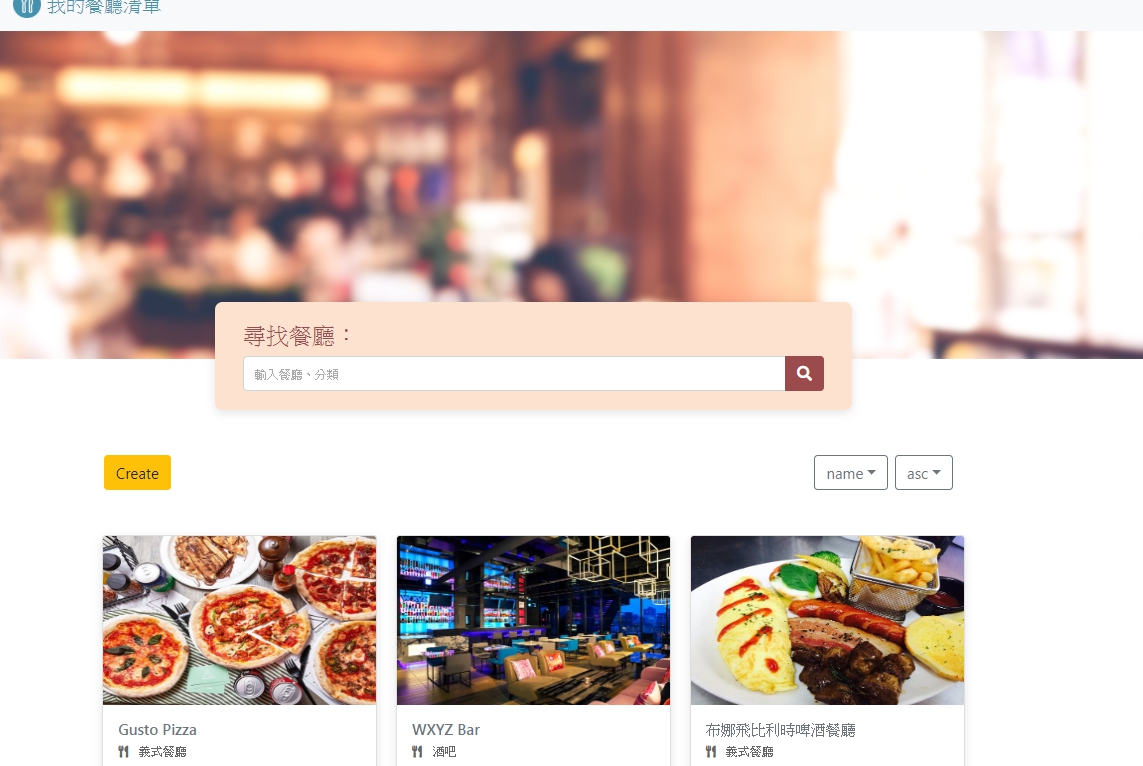 我的餐廳清單
尋找餐廳：
輸入餐廳、分類
Create
name
asc
Gusto Pizza
義式餐廳
WXYZ Bar
酒吧
布娜飛比利時啤酒餐廳
義式餐廳